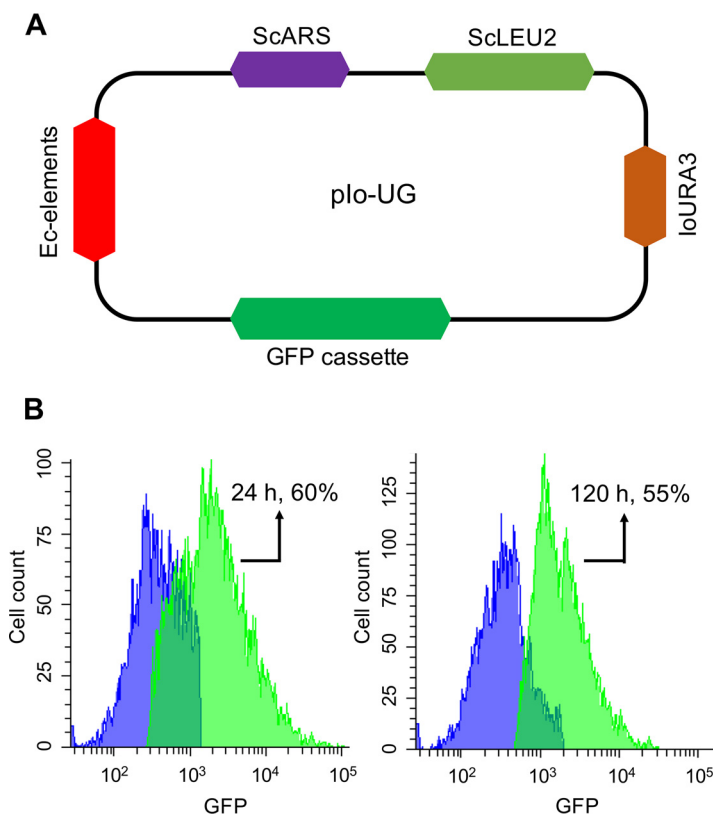 A
ScARS
ScLEU2
Ec-elements
pIo-UG
IoURA3
GFP cassette
B
100
75
50
25
0
Cell count
24 h, 60%
10²
10³
10⁴
10⁵
GFP
125
100
75
50
25
0
Cell count
120 h, 55%
10²
10³
10⁴
10⁵
GFP